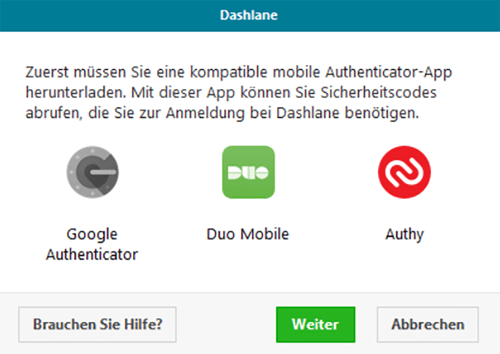 Dashlane
Zuerst müssen Sie eine kompatible mobile Authenticator-App
herunterladen. Mit dieser App können Sie Sicherheitscodes
abrufen, die Sie zur Anmeldung bei Dashlane benötigen.
DUO
Google
Authenticator
Duo Mobile
Authy
Brauchen Sie Hilfe?
Weiter
Abbrechen